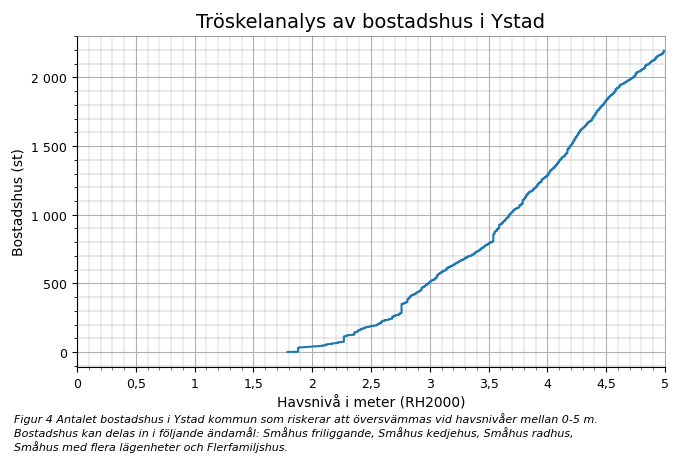 Tröskelanalys av bostadshus i Ystad
Bostadshus (st)
2 000
1 500
1 000
500
0
0 0,5 1 1,5 2 2,5 3 3,5 4 4,5 5
Havsnivå i meter (RH2000)
Figur 4 Antalet bostadshus i Ystad kommun som riskerar att översvämmas vid havsnivåer mellan 0-5 m.
Bostadshus kan delas in i följande ändamål: Småhus friliggande, Småhus kedjehus, Småhus radhus,
Småhus med flera lägenheter och Flerfamiljshus.